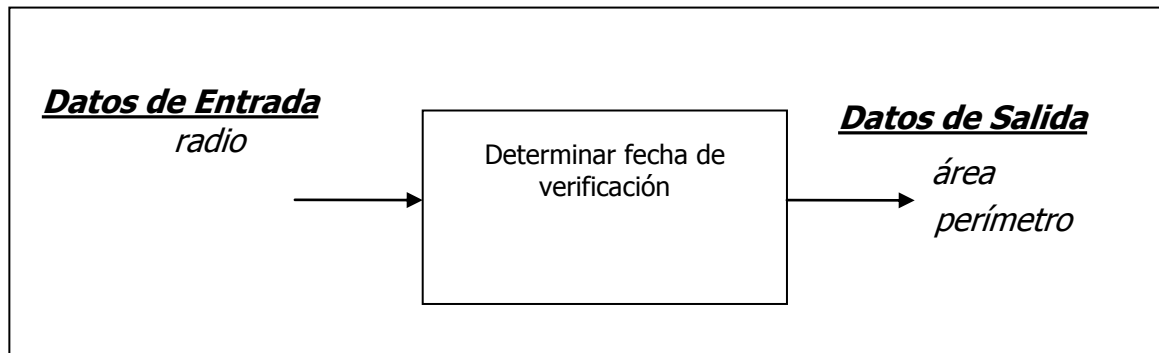 Datos de Entrada
radio
Determinar fecha de
verificación
Datos de Salida
área
perímetro